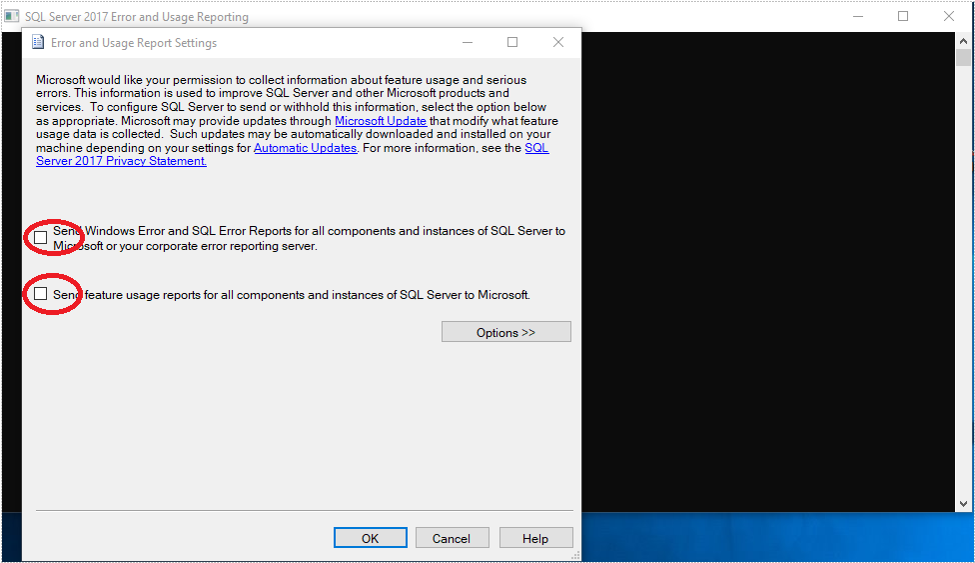 SQL Server 2017 Error and Usage Reporting
Error and Usage Report Settings
Microsoft would like your permission to collect information about feature usage and serious
errors. This information is used to improve SQL Server and other Microsoft products and
services.  To configure SQL Server to send or withhold this information, select the option below
as appropriate. Microsoft may provide updates through Microsoft Update that modify what feature
usage data is collected.  Such updates may be automatically downloaded and installed on your
machine depending on your settings for Automatic Updates. For more information, see the SQL
Server 2017 Privacy Statement.
Send Windows Error and SQL Error Reports for all components and instances of SQL Server to
Microsoft or your corporate error reporting server.
Send feature usage reports for all components and instances of SQL Server to Microsoft.
Options >>
OK
Cancel
Help